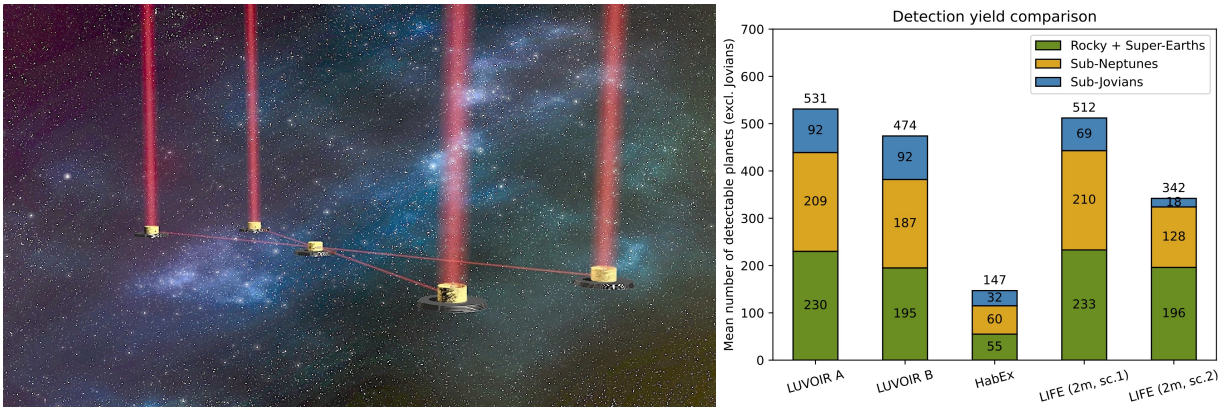 Detection yield comparison
Mean number of detectable planets (excl. Jovians)
700
600
500
400
300
200
100
0
Rocky + Super-Earths
Sub-Neptunes
Sub-Jovians
531
92
209
230
474
92
187
195
147
32
60
55
512
69
210
233
342
18
128
196
LUVOIR A
LUVOIR B
HabEx
LIFE (2m, sc.1)
LIFE (2m, sc.2)